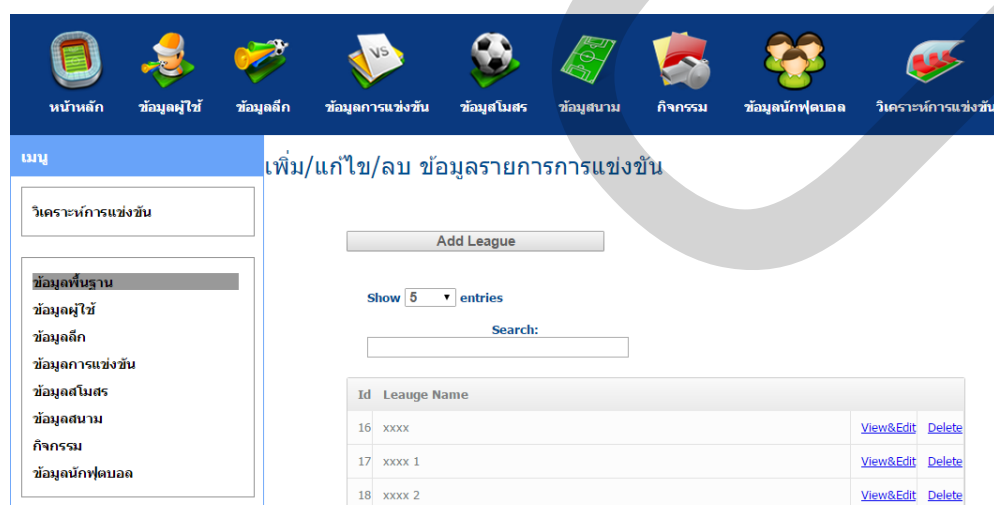 VS
หน้าหลัก ข้อมูลผู้ใช้ ข้อมูลลีก ข้อมูลการแข่งขัน ข้อมูสโมสร ข้อมูสนาม กิจกรรม ข้อมูลนักฟุตบอล วิเคราะห์การแข่งขัน
เมนู
เพิ่ม/แก้ไข/ลบ ข้อมูลรายการการแข่งขัน
วิเคราะห์การแข่งขัน
Add League
ข้อมูลพื้นฐาน
ข้อมูลผู้ใช้
Show 5 entries
ข้อมูลลีก
Search:
ข้อมูลการแข่งขัน
ข้อมูลสโมสร
Id Leauge Name
ข้อมูลสนาม
16 xxxx View&Edit Delete
กิจกรรม
17 xxxx 1 View&Edit Delete
ข้อมูลนักฟุตบอล
18 xxxx 2 View&Edit Delete